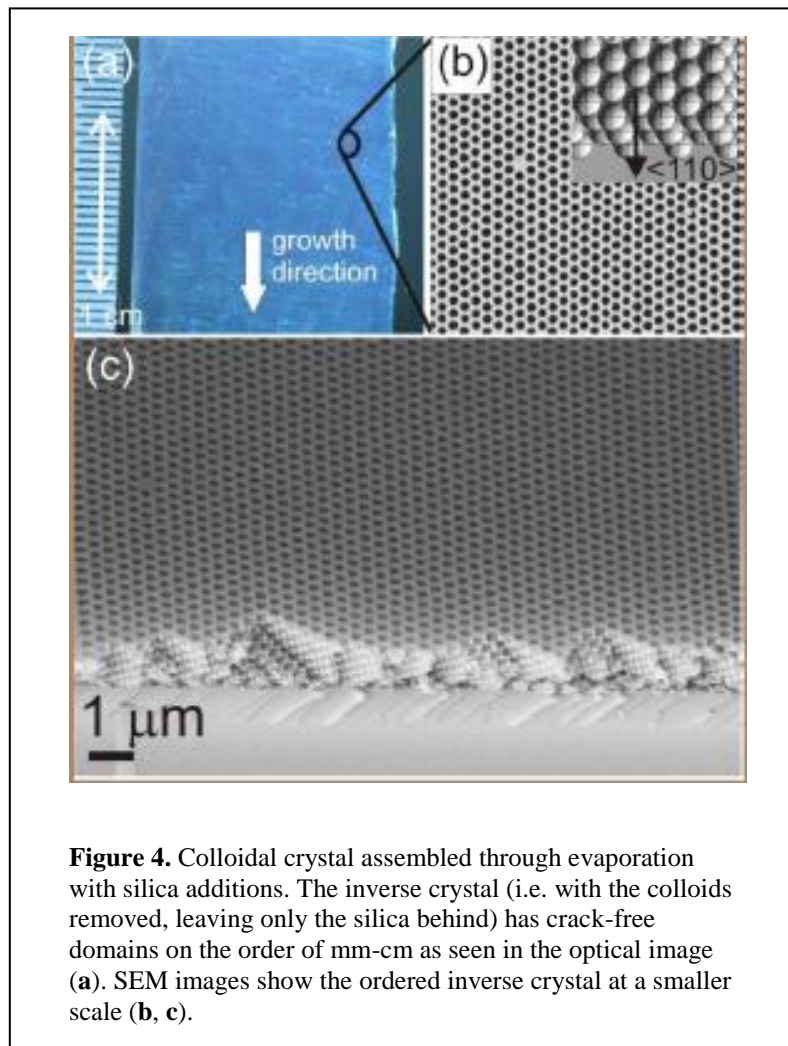 (a)
(b)
<110>
growth
direction
1 cm
(c)
1 μm
Figure 4. Colloidal crystal assembled through evaporation
with silica additions. The inverse crystal (i.e. with the colloids
removed, leaving only the silica behind) has crack-free
domains on the order of mm-cm as seen in the optical image
(a). SEM images show the ordered inverse crystal at a smaller
scale (b, c).